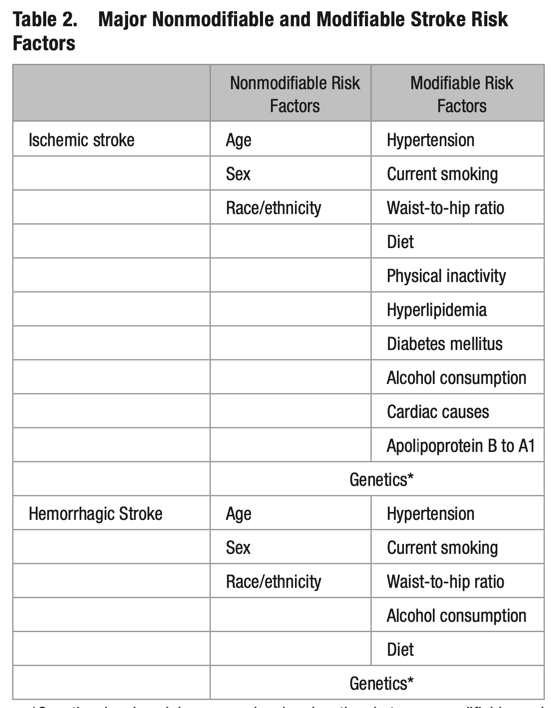 Table 2. Major Nonmodifiable and Modifiable Stroke Risk
Factors
Nonmodifiable Risk Factors Modifiable Risk Factors
Ischemic stroke Age Hypertension
Sex Current smoking
Race/ethnicity Waist-to-hip ratio
Diet
Physical inactivity
Hyperlipidemia
Diabetes mellitus
Alcohol consumption
Cardiac causes
Apolipoprotein B to A1
Genetics*
Hemorrhagic Stroke Age Hypertension
Sex Current smoking
Race/ethnicity Waist-to-hip ratio
Alcohol consumption
Diet
Genetics*